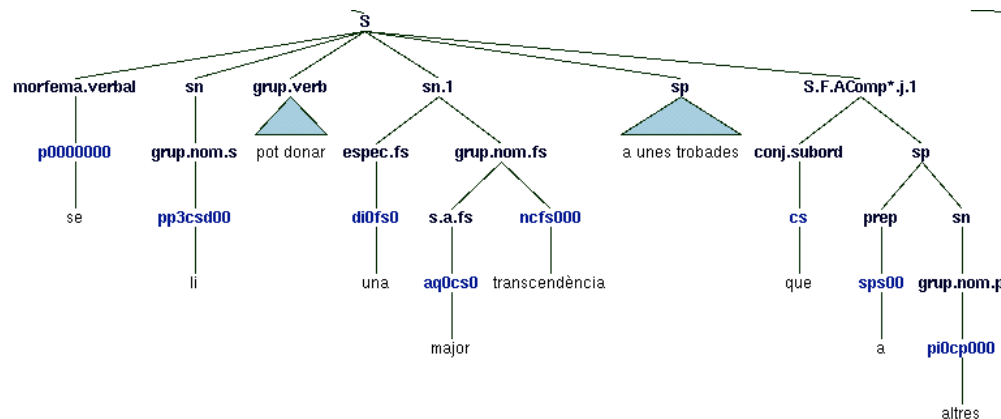 S
morfema.verbal sn grup.verb sn.1 sp S.F.AComp*.j.1
p0000000 grup.nom.s pot donar espec.fs grup.nom.fs a unes trobades conj.subord sp
se pp3csd00 di0fs0 s.a.fs ncfs000 cs prep sn
li una aq0cs0 transcendència que sps00 grup.nom.p
major a pi0cp000
altres